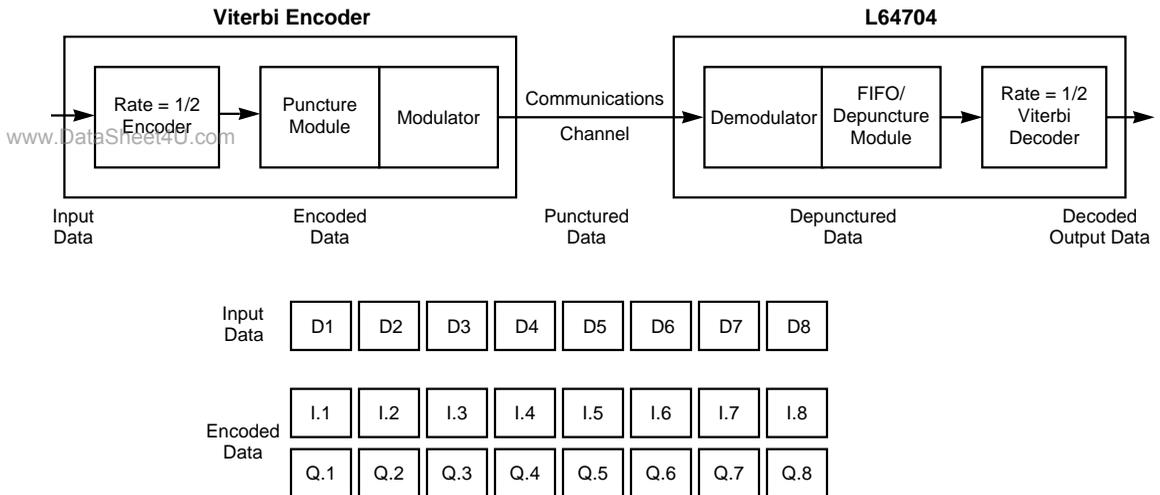 Viterbi Encoder
L64704
Rate = 1/2
Encoder
Puncture
Module
Modulator
Communications
Channel
Demodulator
FIFO/
Depuncture
Module
Rate = 1/2
Viterbi
Decoder
www.DataSheet4U.com
Input
Data
Encoded
Data
Punctured
Data
Depunctured
Data
Decoded
Output Data
Input
Data
D1 D2 D3 D4 D5 D6 D7 D8
Encoded
Data
I.1 I.2 I.3 I.4 I.5 I.6 I.7 I.8
Q.1 Q.2 Q.3 Q.4 Q.5 Q.6 Q.7 Q.8